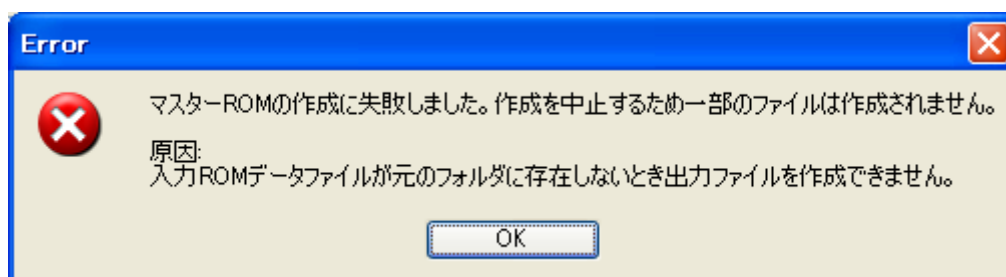 Error
マスターROMの作成に失敗しました。作成を中止するため一部のファイルは作成されません。
原因:
入力ROMデータファイルが元のフォルダに存在しないとき出力ファイルを作成できません。
OK